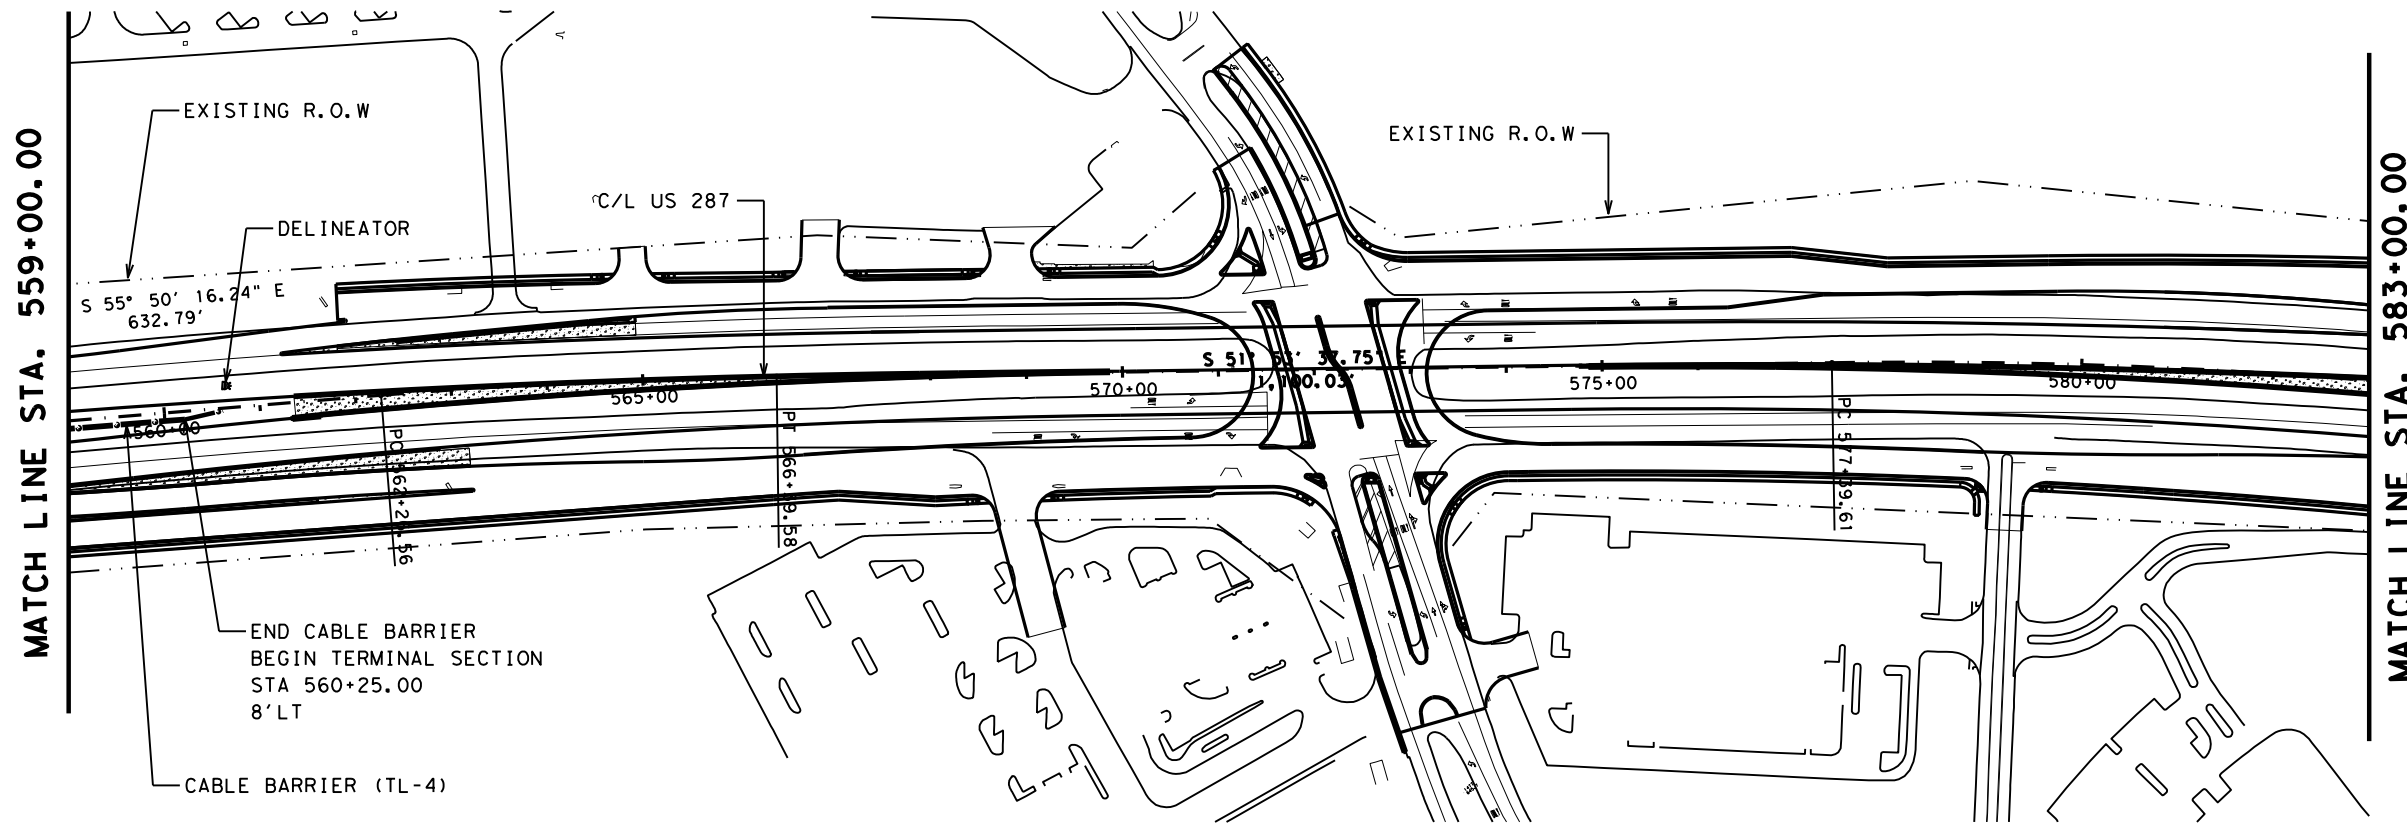 MATCH LINE STA. 559+00.00
EXISTING R.O.W
DELINEATOR
S 55° 50' 16.24" E
632.79'
C/L US 287
EXISTING R.O.W
S 51° 53' 37.75" E
1,100.03'
560+00
565+00
570+00
575+00
580+00
PC 562+2
.56
PT 566+
9.58
PC 577+39.61
END CABLE BARRIER
BEGIN TERMINAL SECTION
STA 560+25.00
8'LT
CABLE BARRIER (TL-4)
MATCH LINE STA. 583+00.00